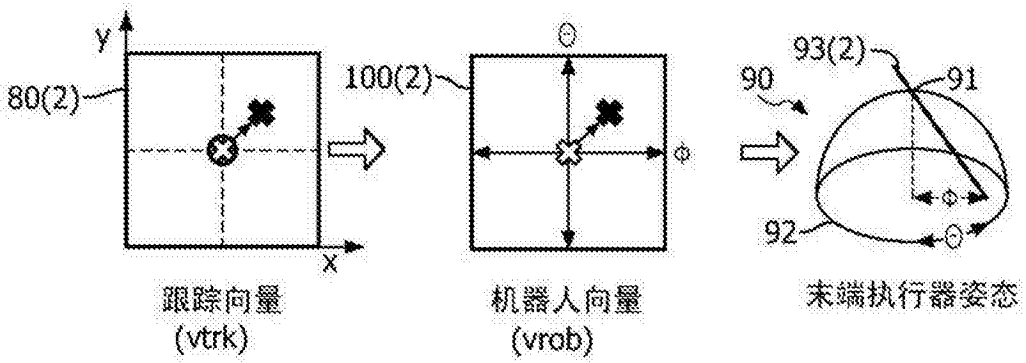 y
80(2)
x
跟踪向量
(vtrk)
100(2)
Θ
Φ
机器人向量
(vrob)
93(2)
90
91
92
Φ
Θ
末端执行器姿态